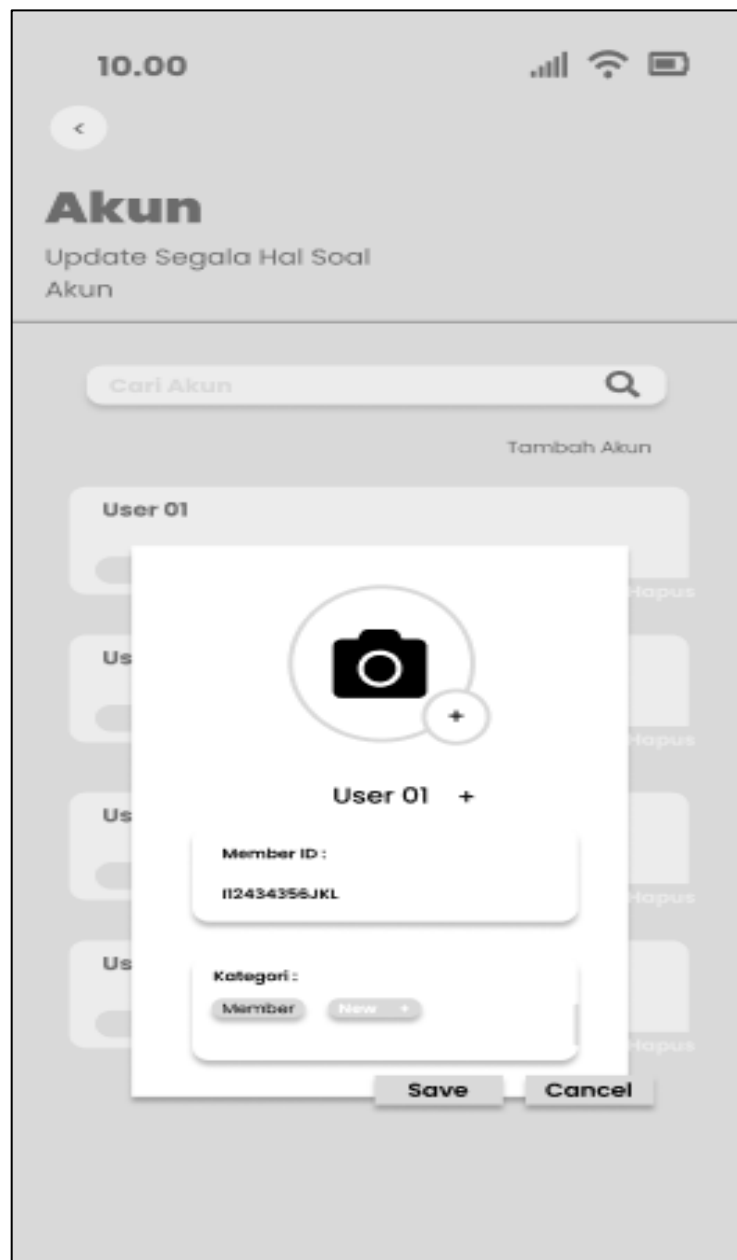 10.00
<
Akun
Update Segala Hal Soal
Akun
Cari Akun
Tambah Akun
User 01
Hapus
Us
Hapus
Us
Hapus
Us
Hapus
+
User 01 +
Member ID :
I12434356JKL
Kategori :
Member New +
Save Cancel